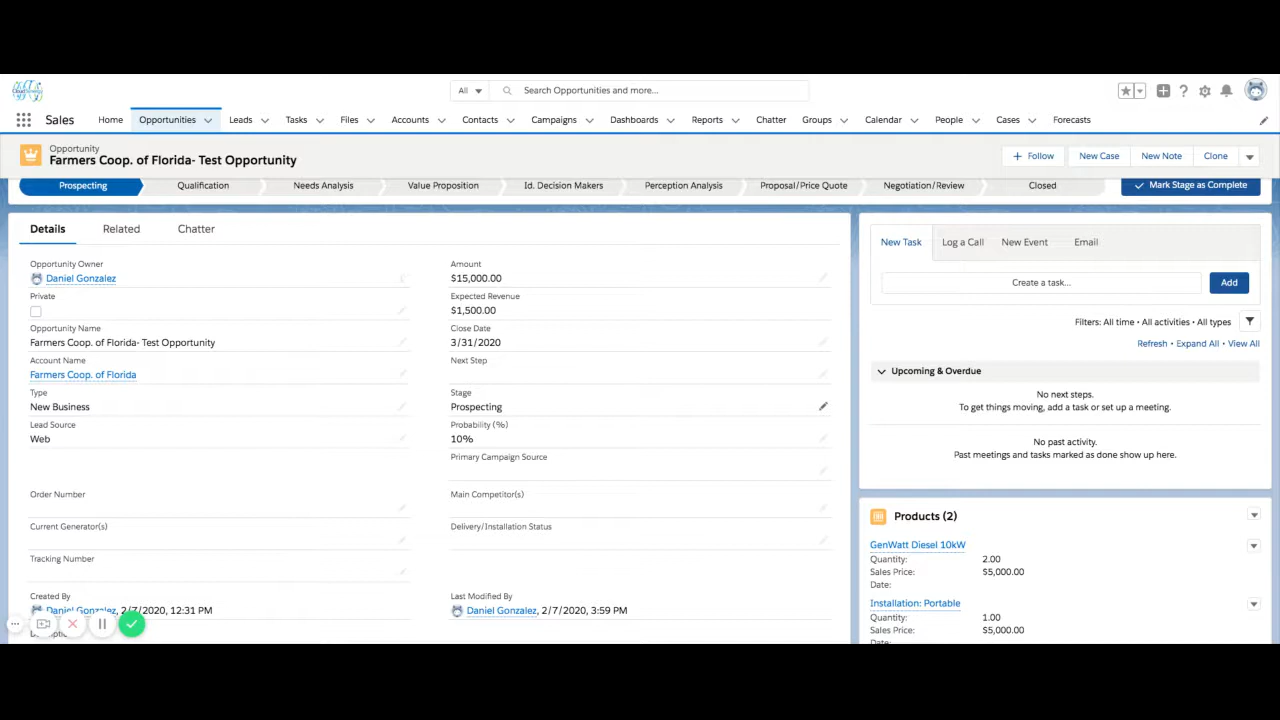 All
Search Opportunities and more...
Sales
Home
Opportunities
Leads
Tasks
Files
Accounts
Contacts
Campaigns
Dashboards
Reports
Chatter
Groups
Calendar
People
Cases
Forecasts
Opportunity
Farmers Coop. of Florida- Test Opportunity
+ Follow
New Case
New Note
Clone
Prospecting
Qualification
Needs Analysis
Value Proposition
Id. Decision Makers
Perception Analysis
Proposal/Price Quote
Negotiation/Review
Closed
Mark Stage as Complete
Details
Related
Chatter
Opportunity Owner
Daniel Gonzalez
Private
Opportunity Name
Farmers Coop. of Florida- Test Opportunity
Account Name
Farmers Coop. of Florida
Type
New Business
Lead Source
Web
Order Number
Current Generator(s)
Tracking Number
Created By
Daniel Gonzalez, 2/7/2020, 12:31 PM
Amount
$15,000.00
Expected Revenue
$1,500.00
Close Date
3/31/2020
Next Step
Stage
Prospecting
Probability (%)
10%
Primary Campaign Source
Main Competitor(s)
Delivery/Installation Status
Last Modified By
Daniel Gonzalez, 2/7/2020, 3:59 PM
New Task
Log a Call
New Event
Email
Create a task...
Add
Filters: All time • All activities • All types
Refresh • Expand All • View All
Upcoming & Overdue
No next steps.
To get things moving, add a task or set up a meeting.
No past activity.
Past meetings and tasks marked as done show up here.
Products (2)
GenWatt Diesel 10kW
Quantity: 2.00
Sales Price: $5,000.00
Date:
Installation: Portable
Quantity: 1.00
Sales Price: $5,000.00
Date: